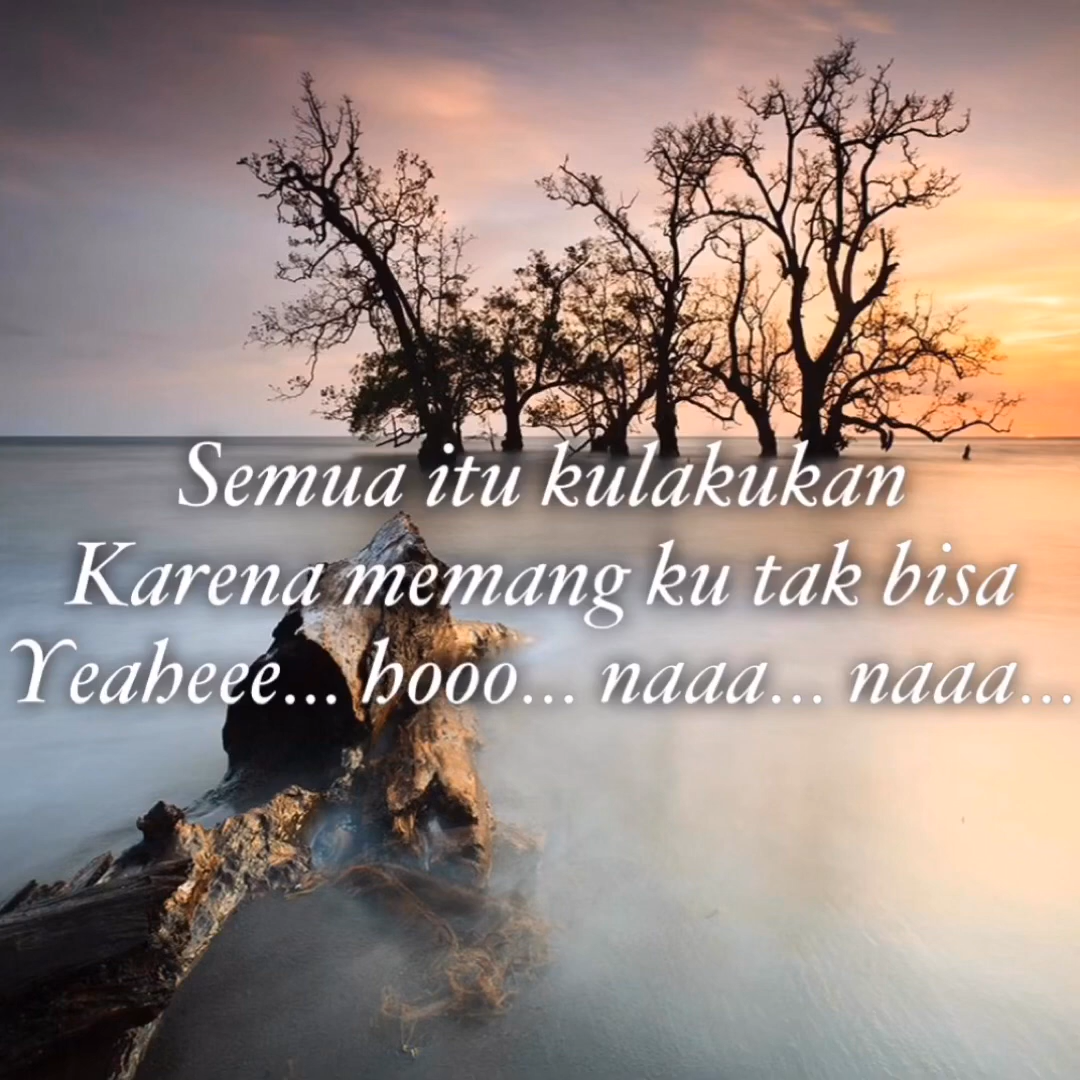 Semua itu kulakukan
Karena memang ku tak bisa
Yeaheee... hooo... naaa... naaa...